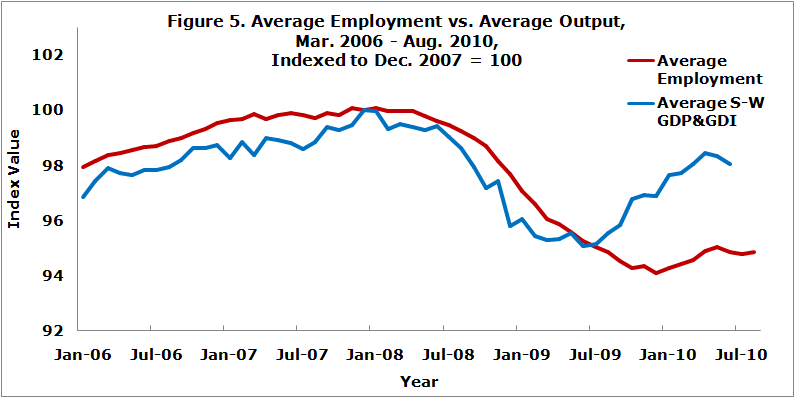 Figure 5. Average Employment vs. Average Output,
Mar. 2006 - Aug. 2010,
Indexed to Dec. 2007 = 100
Average
Employment
Average S-W
GDP&GDI
Index Value
102
100
98
96
94
92
Jan-06 Jul-06 Jan-07 Jul-07 Jan-08 Jul-08 Jan-09 Jul-09 Jan-10 Jul-10
Year